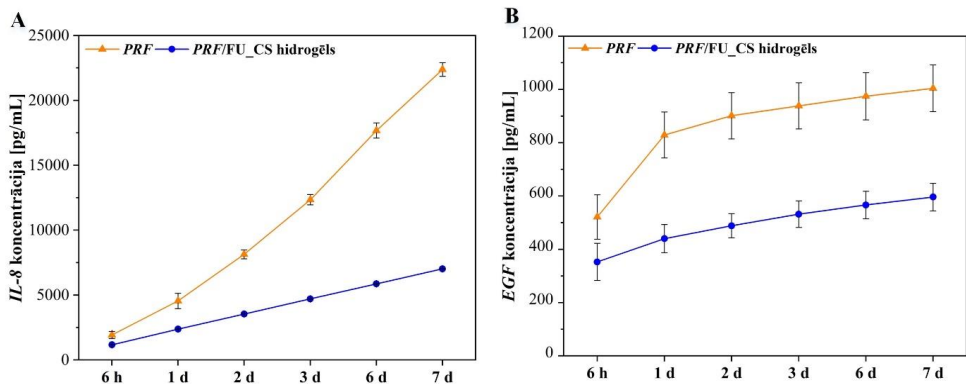 A
PRF PRF/FU_CS hidrogēls
IL-8 koncentrācija [pg/mL]
25000
20000
15000
10000
5000
0
6 h 1 d 2 d 3 d 6 d 7 d
B
PRF PRF/FU_CS hidrogēls
EGF koncentrācija [pg/mL]
1200
1000
800
600
400
200
0
6 h 1 d 2 d 3 d 6 d 7 d